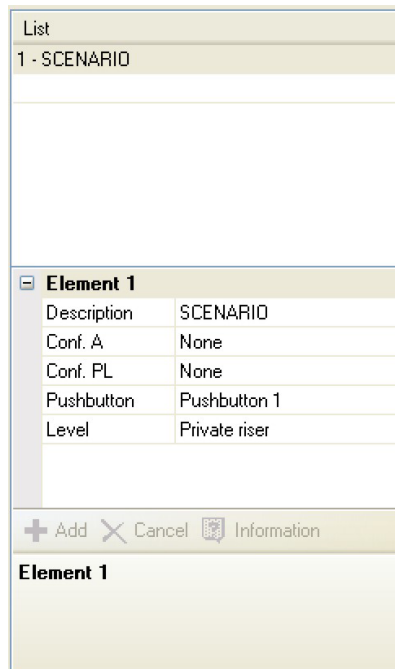 List
1 - SCENARIO
Element 1
Description SCENARIO
Conf. A None
Conf. PL None
Pushbutton Pushbutton 1
Level Private riser
Add Cancel Information
Element 1